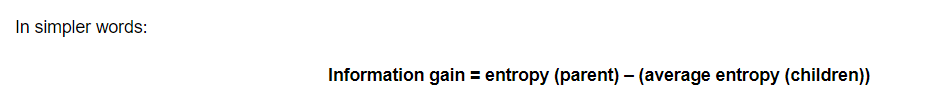 In simpler words:
Information gain = entropy (parent) – (average entropy (children))